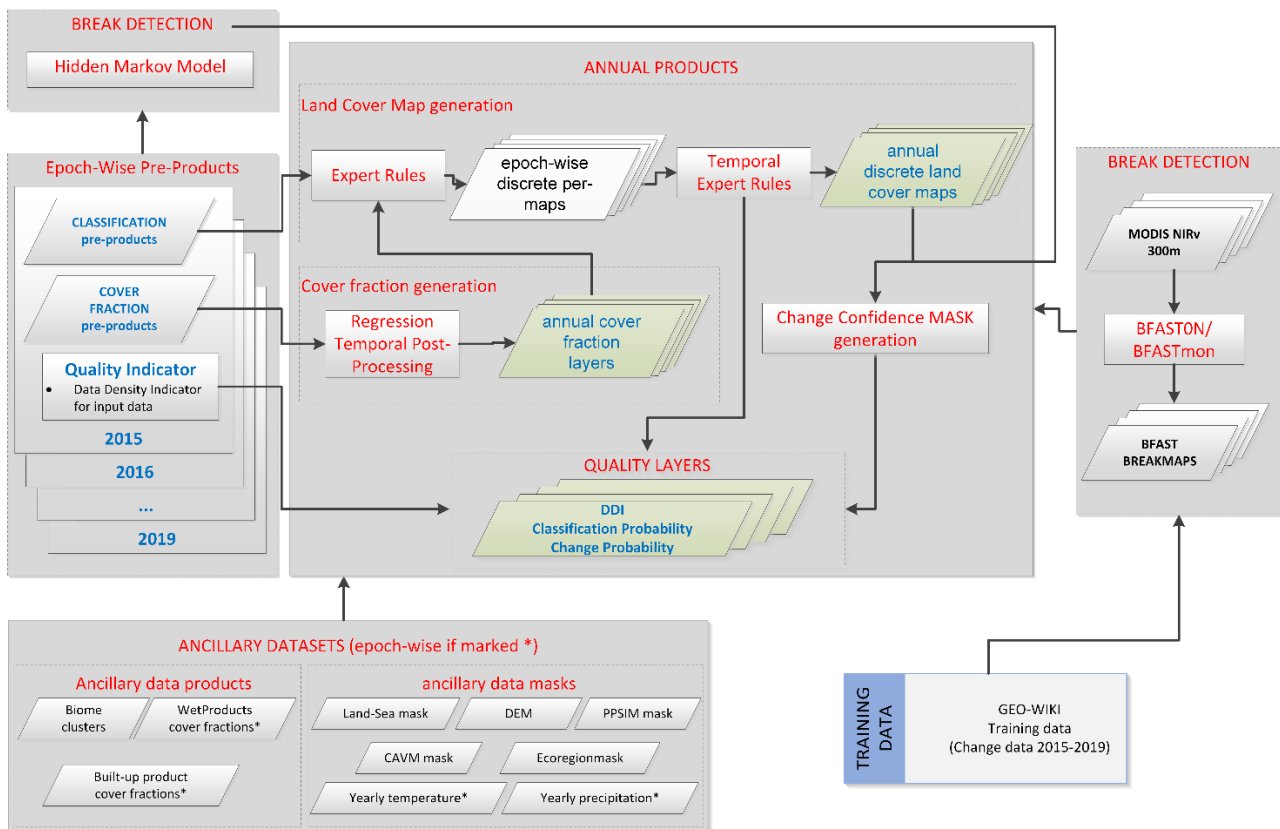 BREAK DETECTION
Hidden Markov Model
Epoch-Wise Pre-Products
CLASSIFICATION
pre-products
COVER
FRACTION
pre-products
Quality Indicator
• Data Density Indicator
for input data
2015
2016
...
2019
ANNUAL PRODUCTS
Land Cover Map generation
Expert Rules
epoch-wise
discrete per-
maps
Temporal
Expert Rules
annual
discrete land
cover maps
Cover fraction generation
Regression
Temporal Post-
Processing
annual cover
fraction
layers
Change Confidence MASK
generation
QUALITY LAYERS
DDI
Classification Probability
Change Probability
BREAK DETECTION
MODIS NIRv
300m
BFAST0N/
BFASTmon
BFAST
BREAKMAPS
ANCILLARY DATASETS (epoch-wise if marked *)
Ancillary data products
Biome
clusters
WetProducts
cover fractions*
Built-up product
cover fractions*
ancillary data masks
Land-Sea mask
DEM
PPSIM mask
CAVM mask
Ecoregionmask
Yearly temperature*
Yearly precipitation*
TRAINING
DATA
GEO-WIKI
Training data
(Change data 2015-2019)